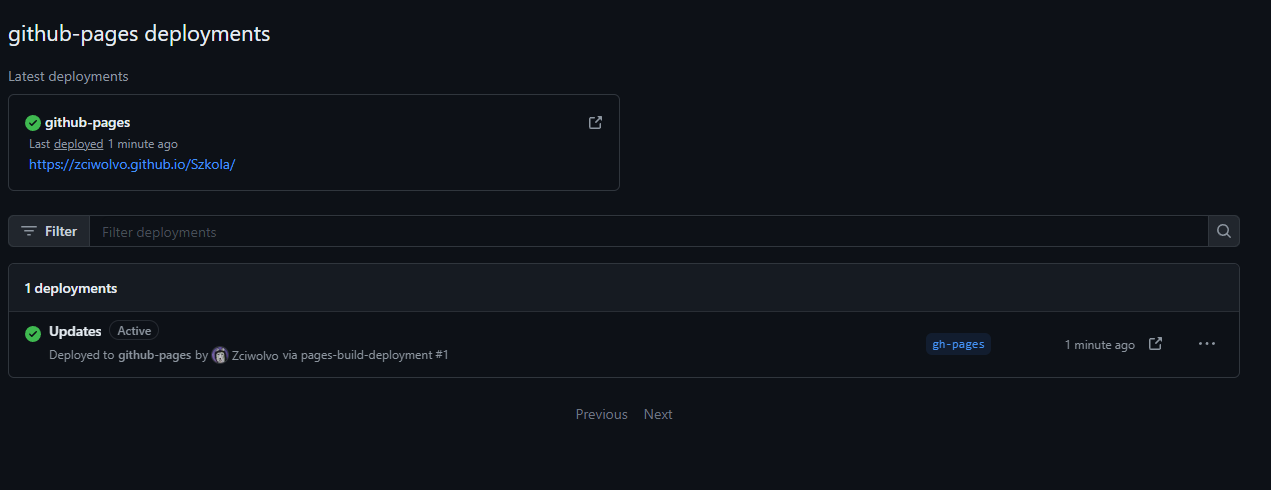 github-pages deployments
Latest deployments
github-pages
Last deployed 1 minute ago
https://zciwolvo.github.io/Szkola/
Filter Filter deployments
1 deployments
Updates Active
Deployed to github-pages by Zciwolvo via pages-build-deployment #1
gh-pages 1 minute ago
Previous Next